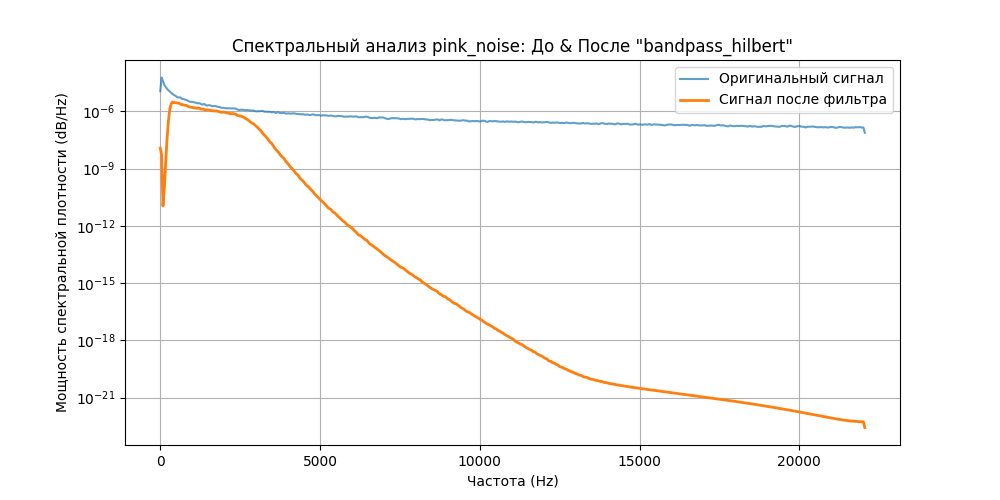 Спектральный анализ pink_noise: До & После "bandpass_hilbert"
Оригинальный сигнал
Сигнал после фильтра
Мощность спектральной плотности (dB/Hz)
10⁻⁶
10⁻⁹
10⁻¹²
10⁻¹⁵
10⁻¹⁸
10⁻²¹
0 5000 10000 15000 20000
Частота (Hz)